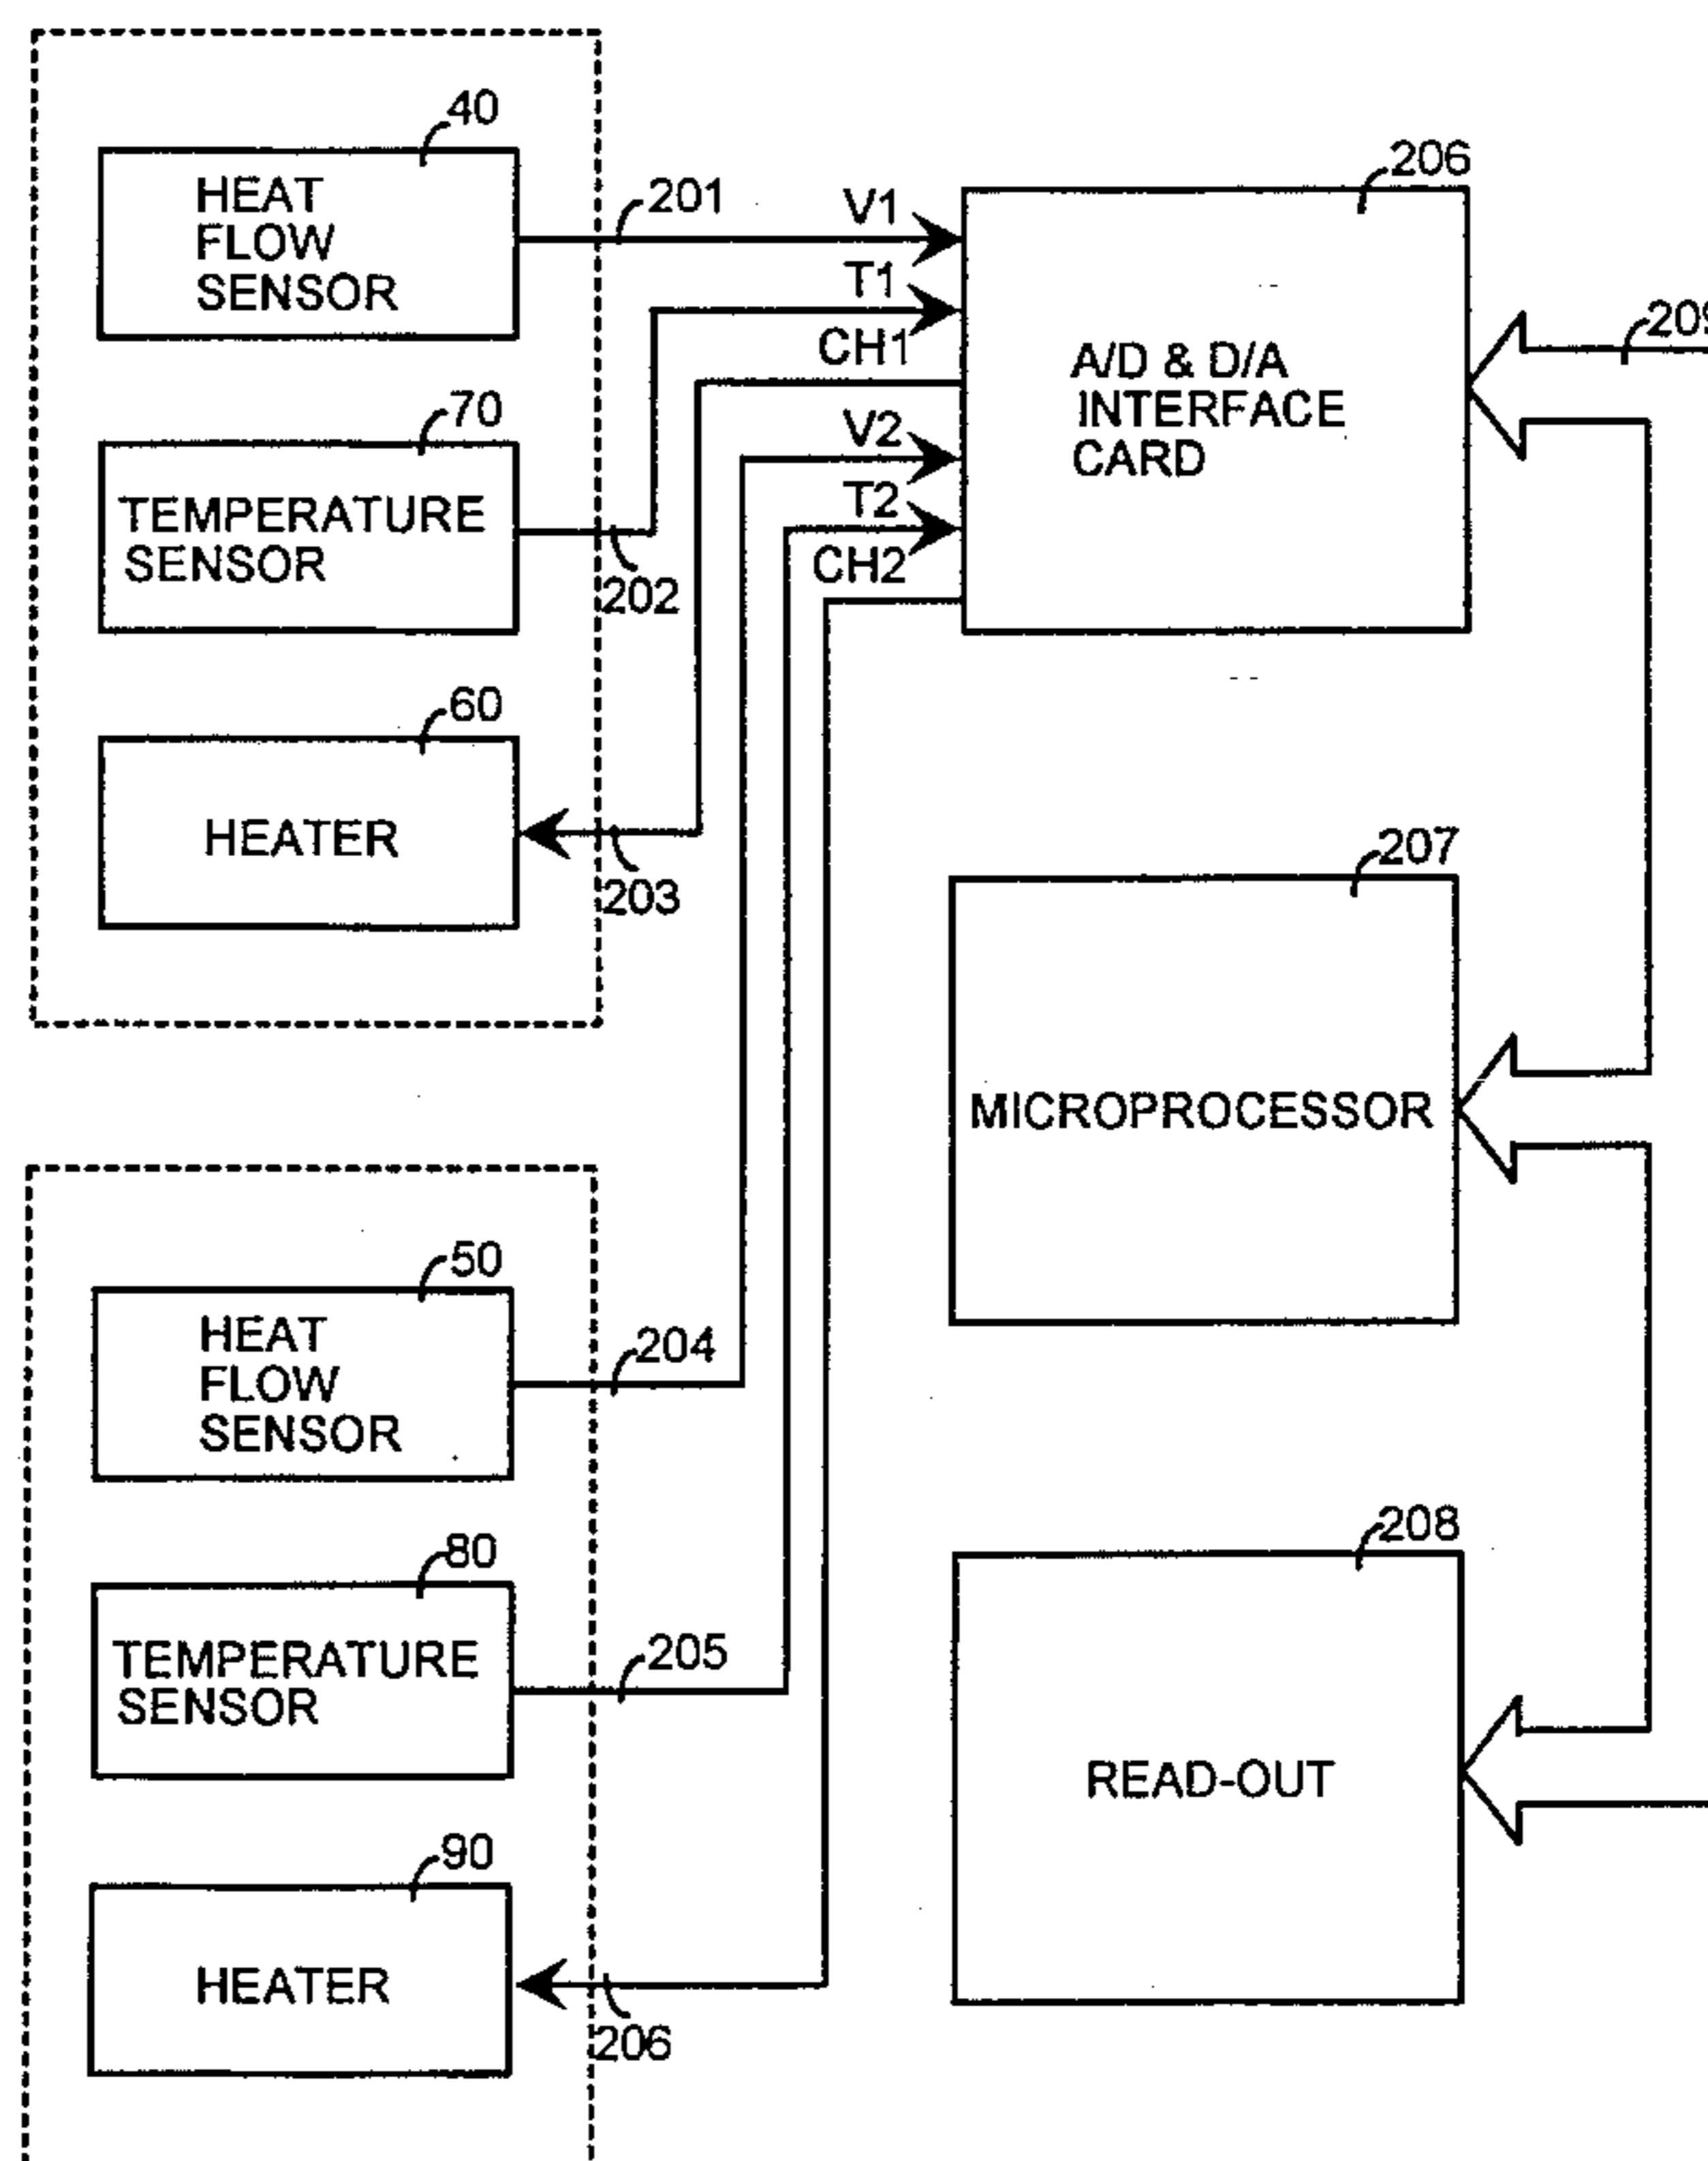 40
HEAT
FLOW
SENSOR
201
V1
T1
CH1
V2
T2
CH2
206
A/D & D/A
INTERFACE
CARD
209
70
TEMPERATURE
SENSOR
202
60
HEATER
203
207
MICROPROCESSOR
50
HEAT
FLOW
SENSOR
204
80
TEMPERATURE
SENSOR
205
208
READ-OUT
90
HEATER
206